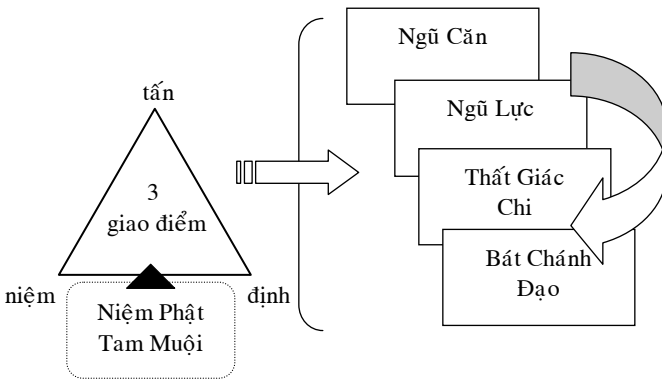 tấn
3
giao điểm
niệm
định
Niệm Phật
Tam Muội
Ngũ Căn
Ngũ Lực
Thất Giác
Chi
Bát Chánh
Đạo